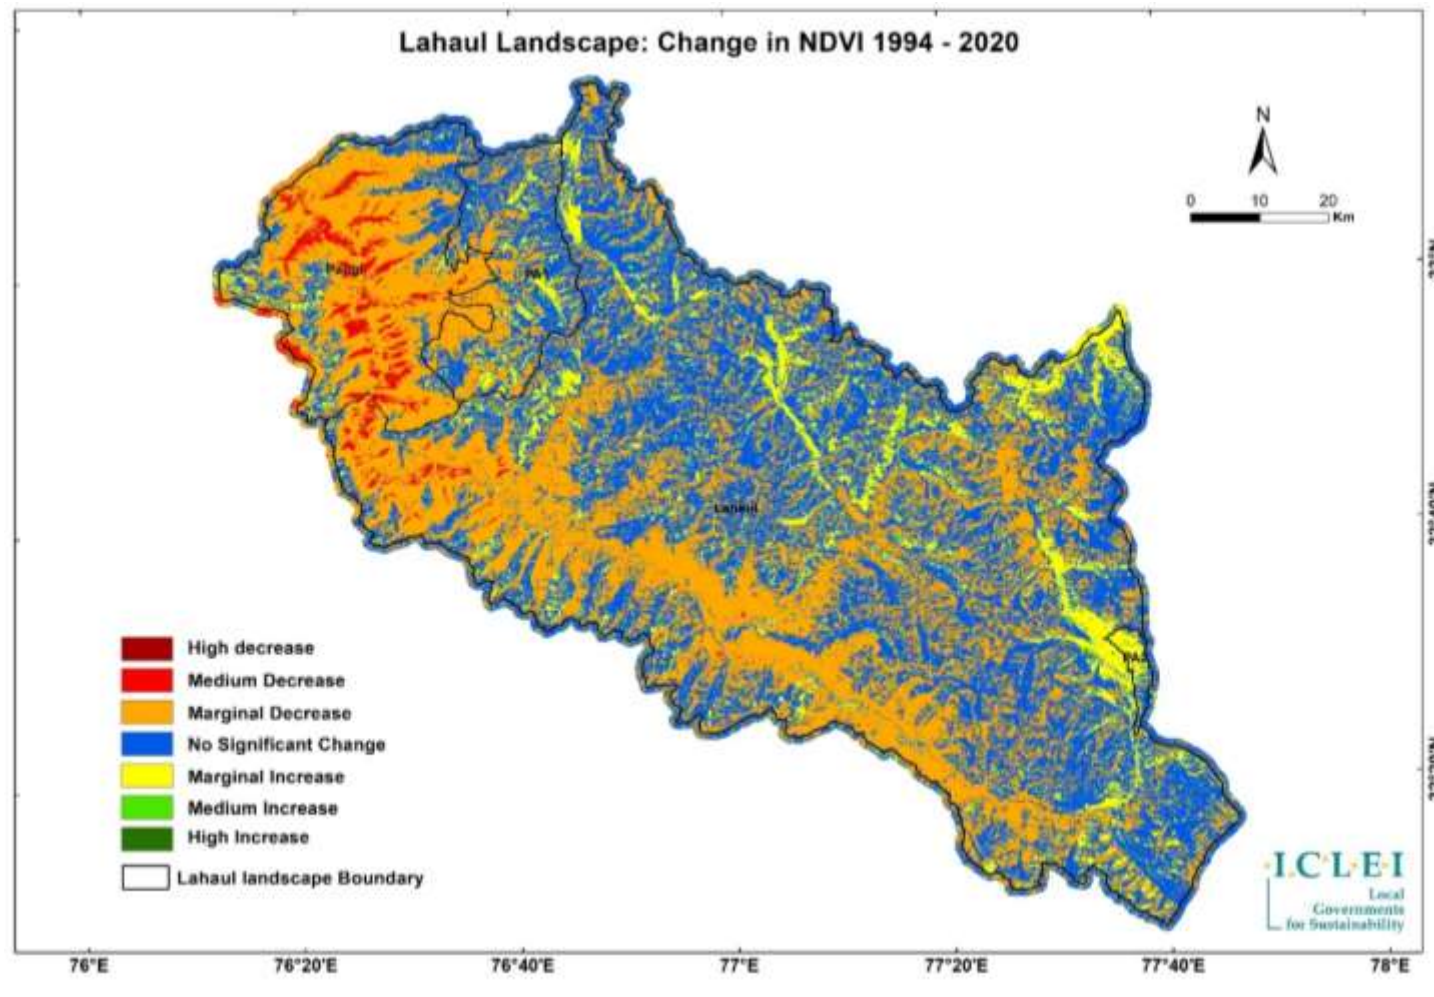 Lahaul Landscape: Change in NDVI 1994 - 2020
N
0 10 20
Km
PA1
Lahaul
PA2
High decrease
Medium Decrease
Marginal Decrease
No Significant Change
Marginal Increase
Medium Increase
High Increase
Lahaul landscape Boundary
I.C.L.E.I
Local
Governments
for Sustainability
76°E 76°20'E 76°40'E 77°E 77°20'E 77°40'E 78°E